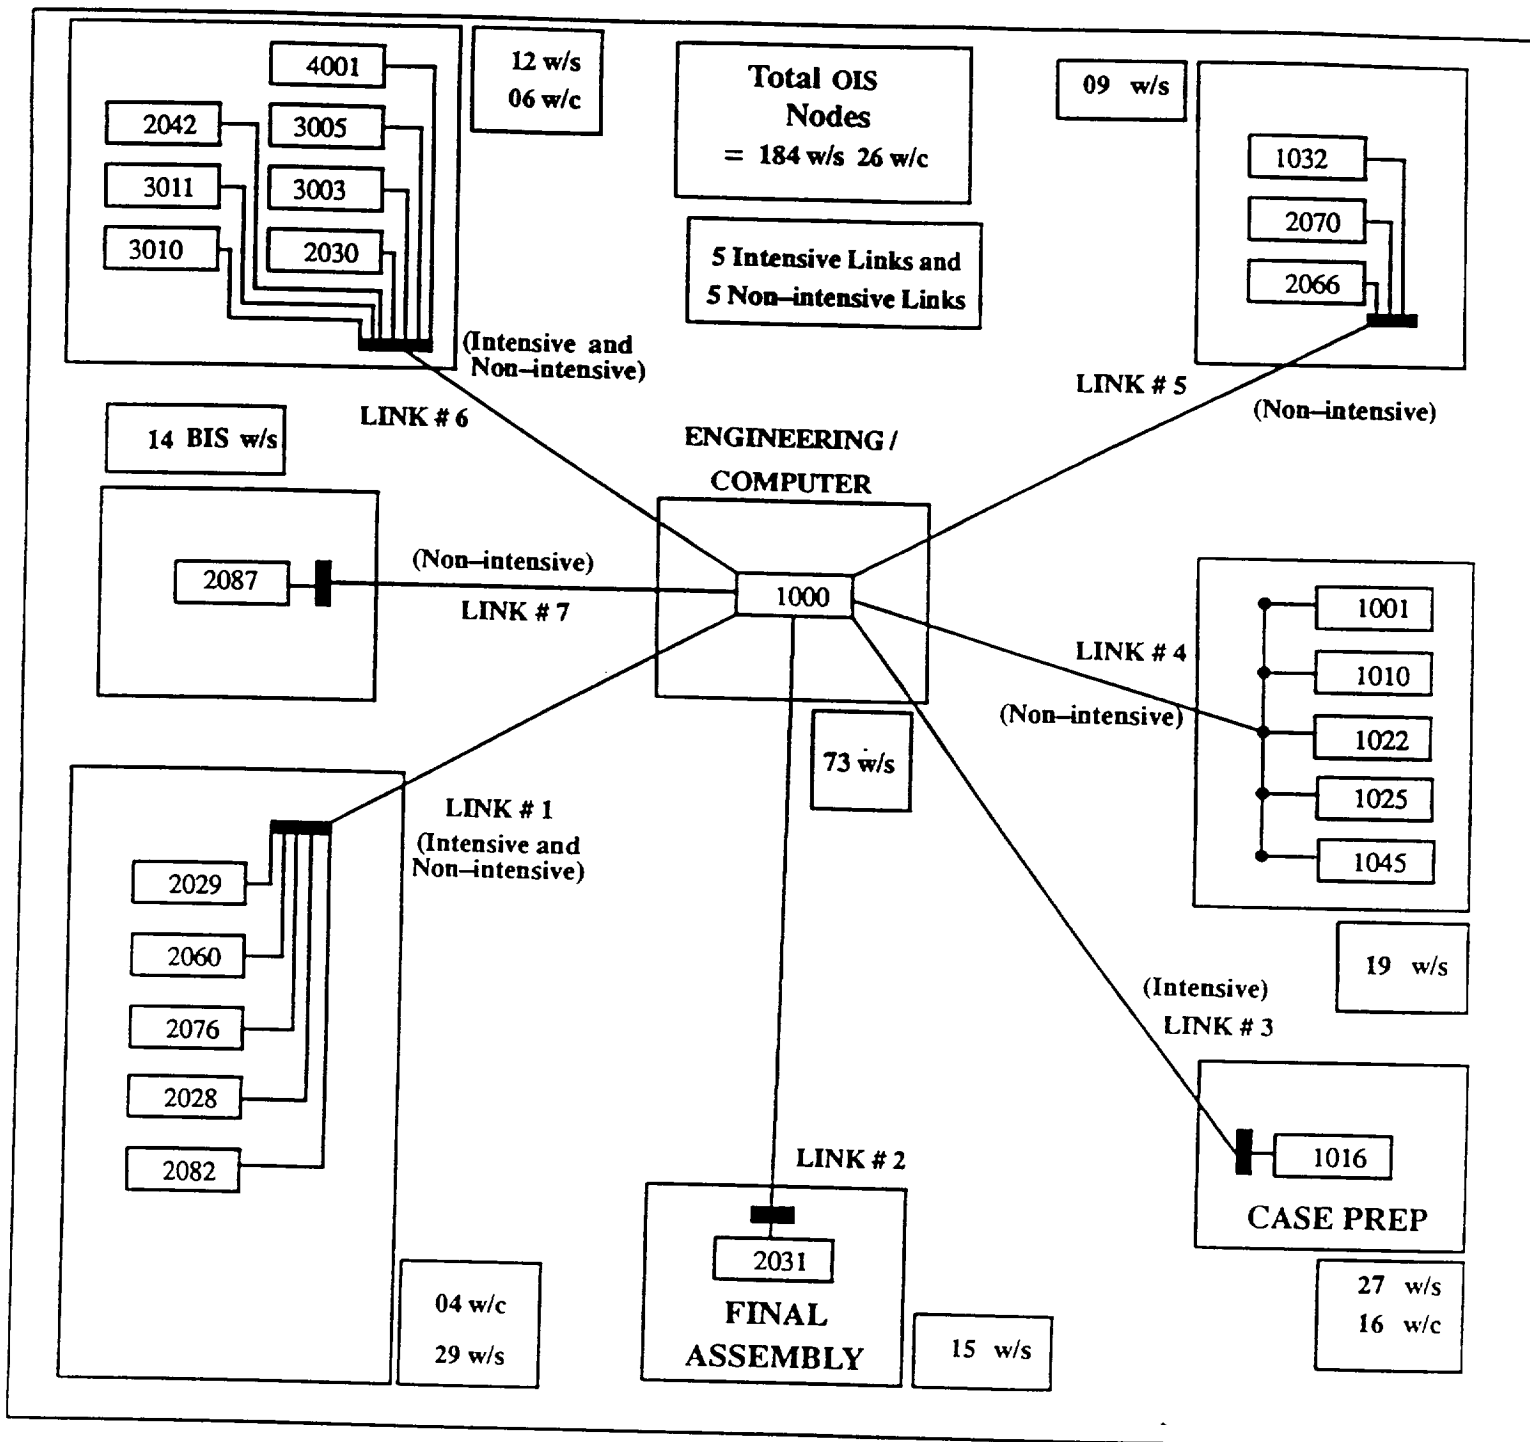 4001
12 w/s
06 w/c
2042
3005
3011
3003
3010
2030
(Intensive and
Non–intensive)
LINK # 6
Total OIS
Nodes
= 184 w/s 26 w/c
5 Intensive Links and
5 Non–intensive Links
09 w/s
1032
2070
2066
LINK # 5
(Non–intensive)
14 BIS w/s
2087
(Non–intensive)
LINK # 7
ENGINEERING /
COMPUTER
1000
73 w/s
LINK # 4
(Non–intensive)
1001
1010
1022
1025
1045
19 w/s
LINK # 1
(Intensive and
Non–intensive)
2029
2060
2076
2028
2082
04 w/c
29 w/s
LINK # 2
2031
FINAL
ASSEMBLY
15 w/s
(Intensive)
LINK # 3
1016
CASE PREP
27 w/s
16 w/c